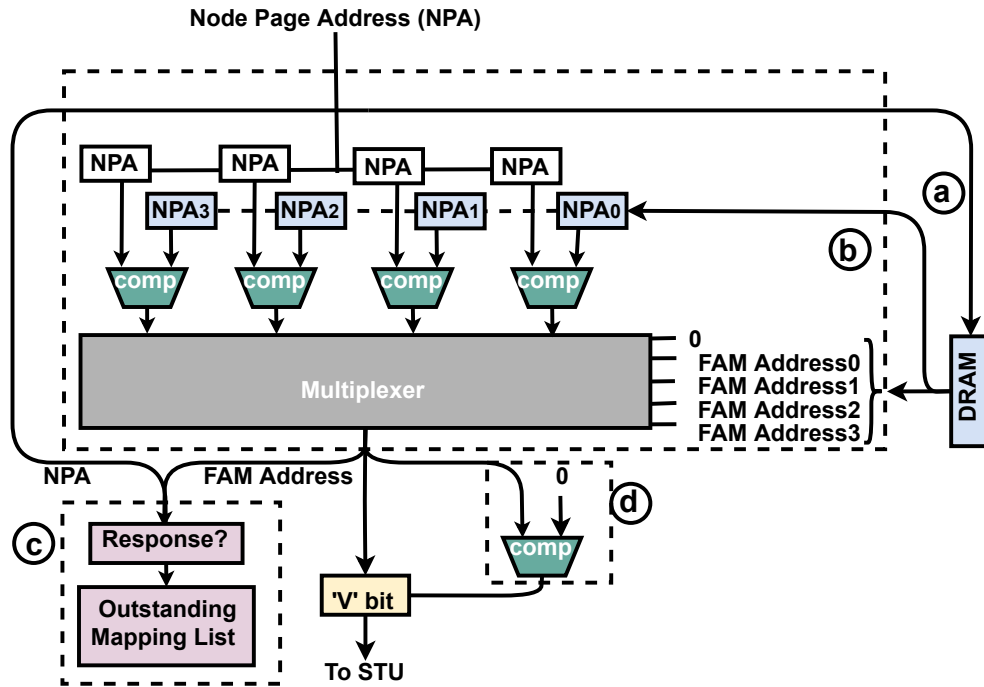 Node Page Address (NPA)
NPA
NPA
NPA
NPA
a
NPA3
NPA2
NPA1
NPA0
b
comp
comp
comp
comp
0
FAM Address0
FAM Address1
FAM Address2
FAM Address3
Multiplexer
DRAM
NPA
FAM Address
0
d
c
Response?
comp
Outstanding
Mapping List
'V' bit
To STU